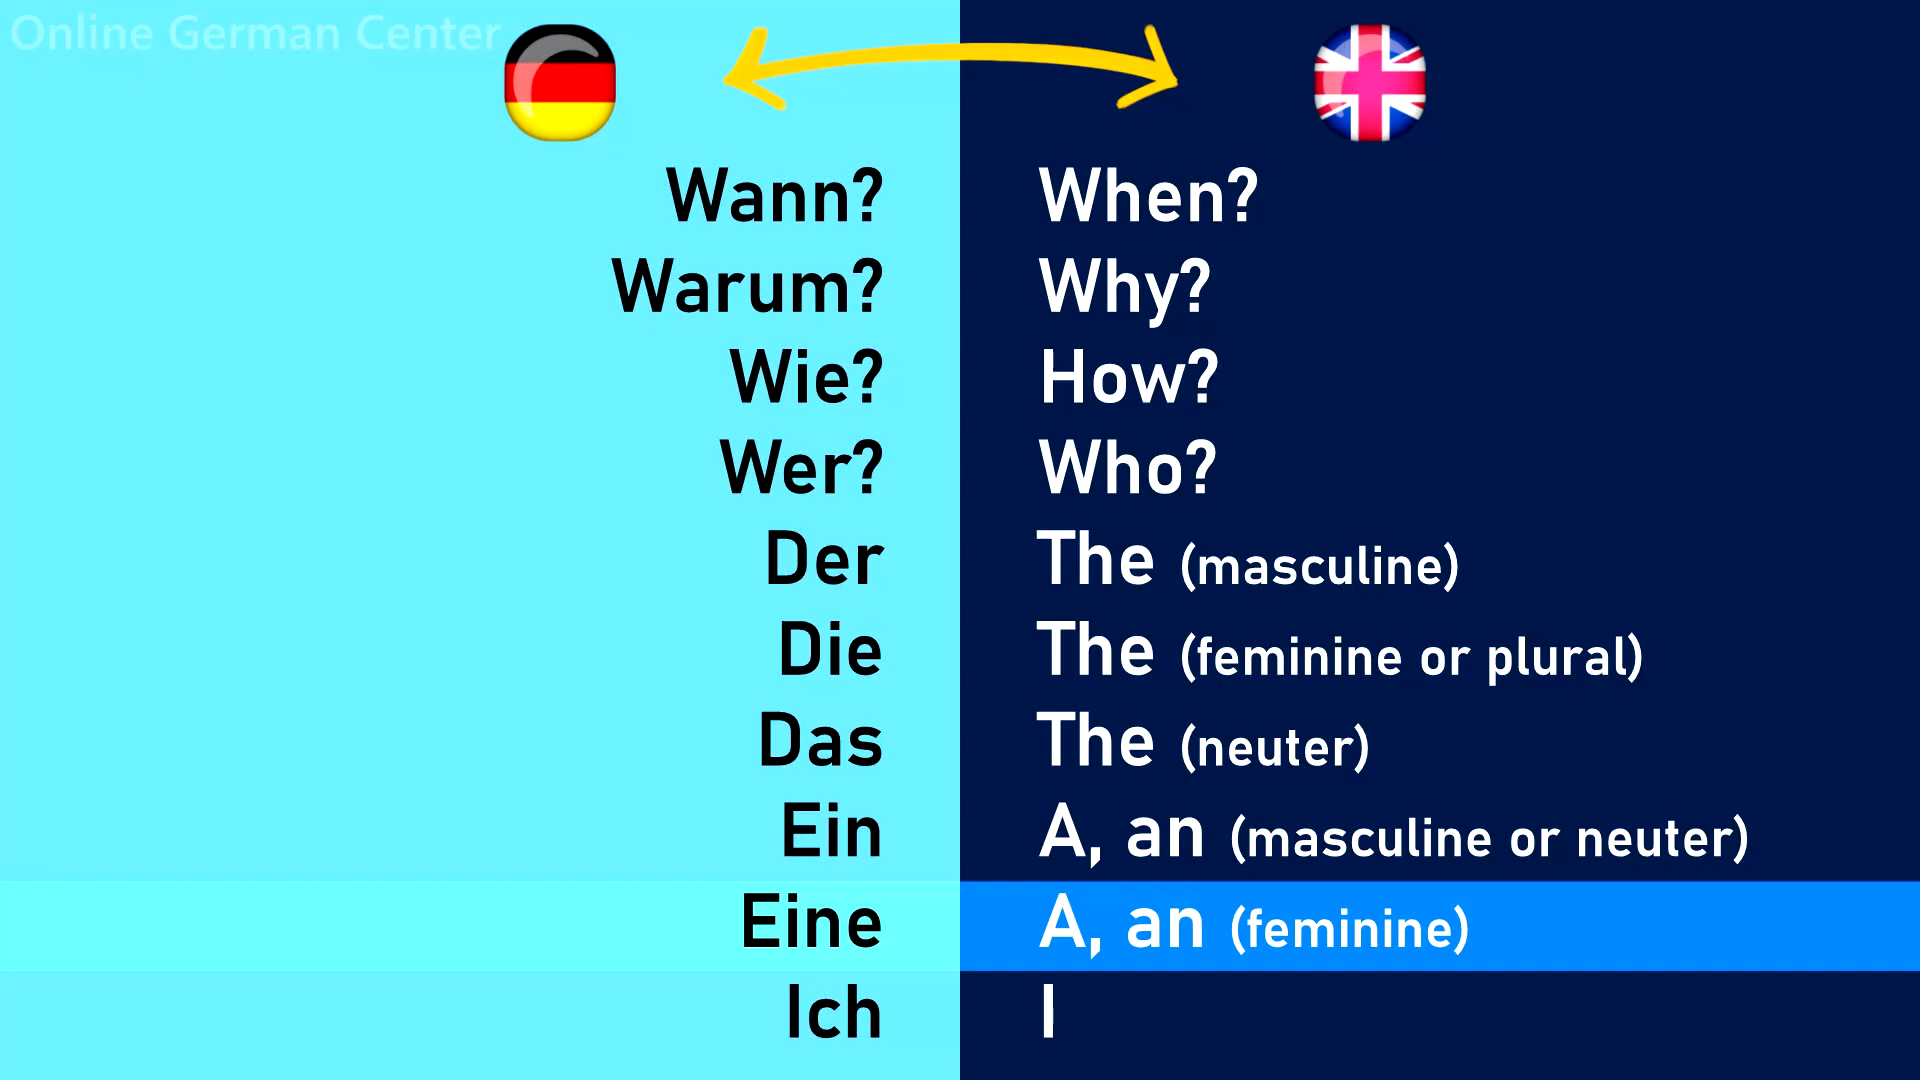 Online German Center
Wann? When?
Warum? Why?
Wie? How?
Wer? Who?
Der The (masculine)
Die The (feminine or plural)
Das The (neuter)
Ein A, an (masculine or neuter)
Eine A, an (feminine)
Ich I